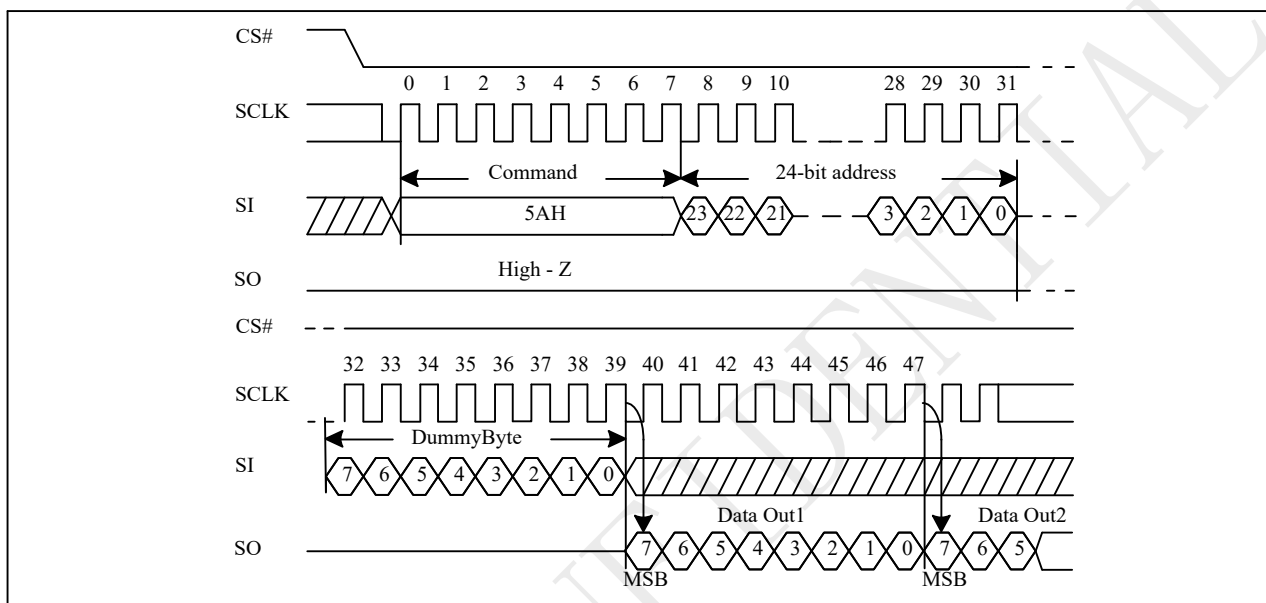 CS#
0 1 2 3 4 5 6 7 8 9 10 28 29 30 31
SCLK
Command 24-bit address
SI 5AH 23 22 21 3 2 1 0
High - Z
SO
CS#
32 33 34 35 36 37 38 39 40 41 42 43 44 45 46 47
SCLK
DummyByte
SI 7 6 5 4 3 2 1 0
Data Out1 Data Out2
SO 7 6 5 4 3 2 1 0 7 6 5
MSB MSB